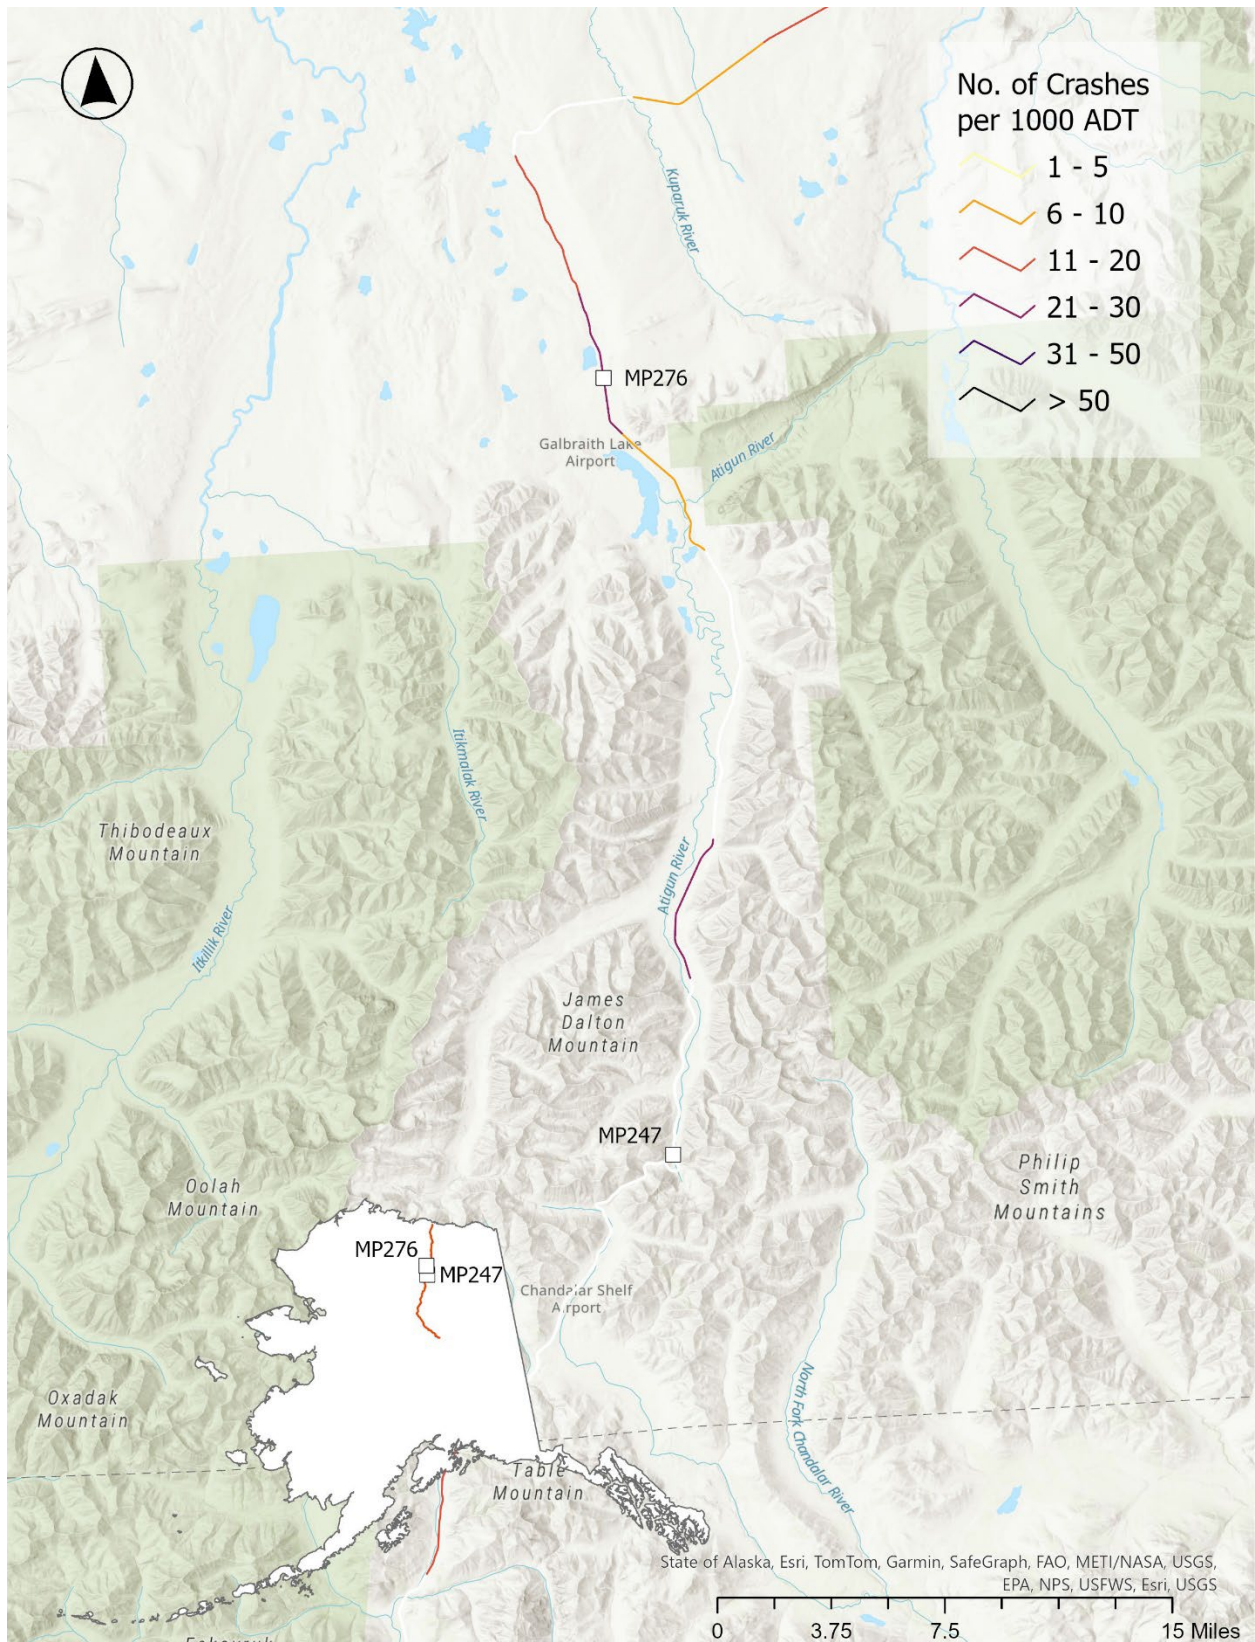 No. of Crashes
per 1000 ADT
1 - 5
6 - 10
11 - 20
21 - 30
31 - 50
> 50
Kuparuk River
MP276
Galbraith Lake
Airport
Atigun River
Itikmalak River
Thibodeaux
Mountain
Itkillik River
Atigun River
James
Dalton
Mountain
MP247
Philip
Smith
Mountains
Oolah
Mountain
MP276
MP247
Chandalar Shelf
Airport
Oxadak
Mountain
North Fork Chandalar River
Table
Mountain
State of Alaska, Esri, TomTom, Garmin, SafeGraph, FAO, METI/NASA, USGS,
EPA, NPS, USFWS, Esri, USGS
0 3.75 7.5 15 Miles